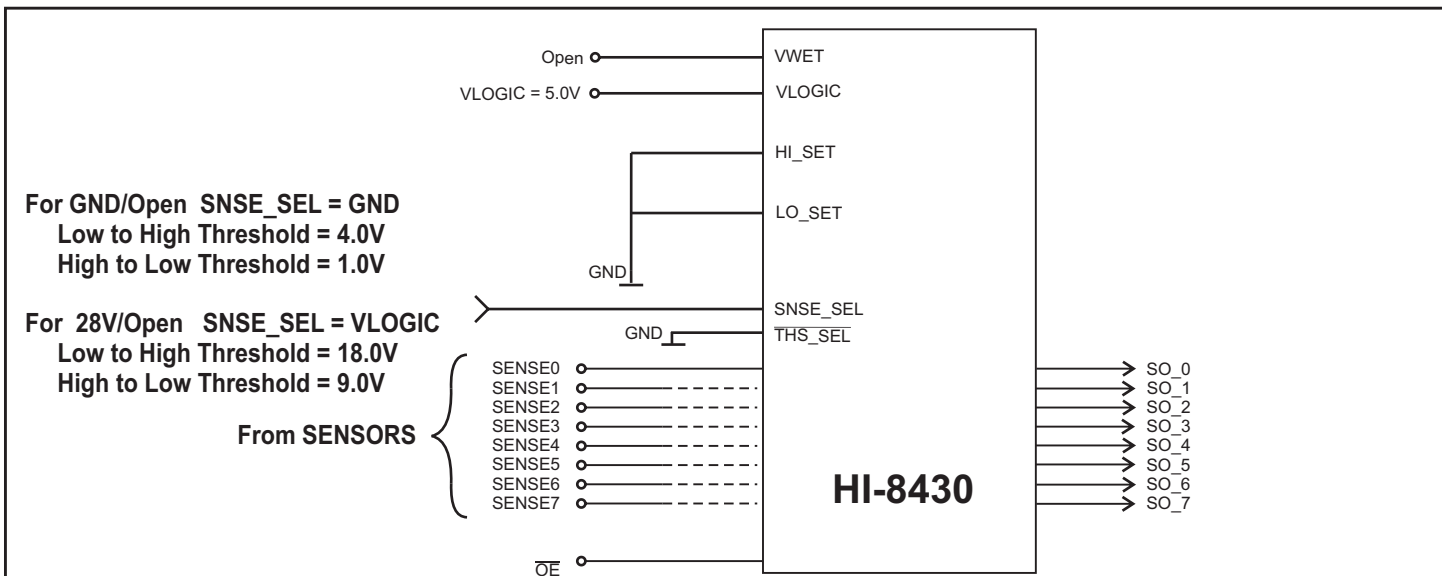 Open
VWET
VLOGIC = 5.0V
VLOGIC
HI_SET
For GND/Open SNSE_SEL = GND
Low to High Threshold = 4.0V
High to Low Threshold = 1.0V
LO_SET
GND
For 28V/Open SNSE_SEL = VLOGIC
Low to High Threshold = 18.0V
High to Low Threshold = 9.0V
SNSE_SEL
GND
THS_SEL
From SENSORS
SENSE0
SENSE1
SENSE2
SENSE3
SENSE4
SENSE5
SENSE6
SENSE7
HI-8430
SO_0
SO_1
SO_2
SO_3
SO_4
SO_5
SO_6
SO_7
OE